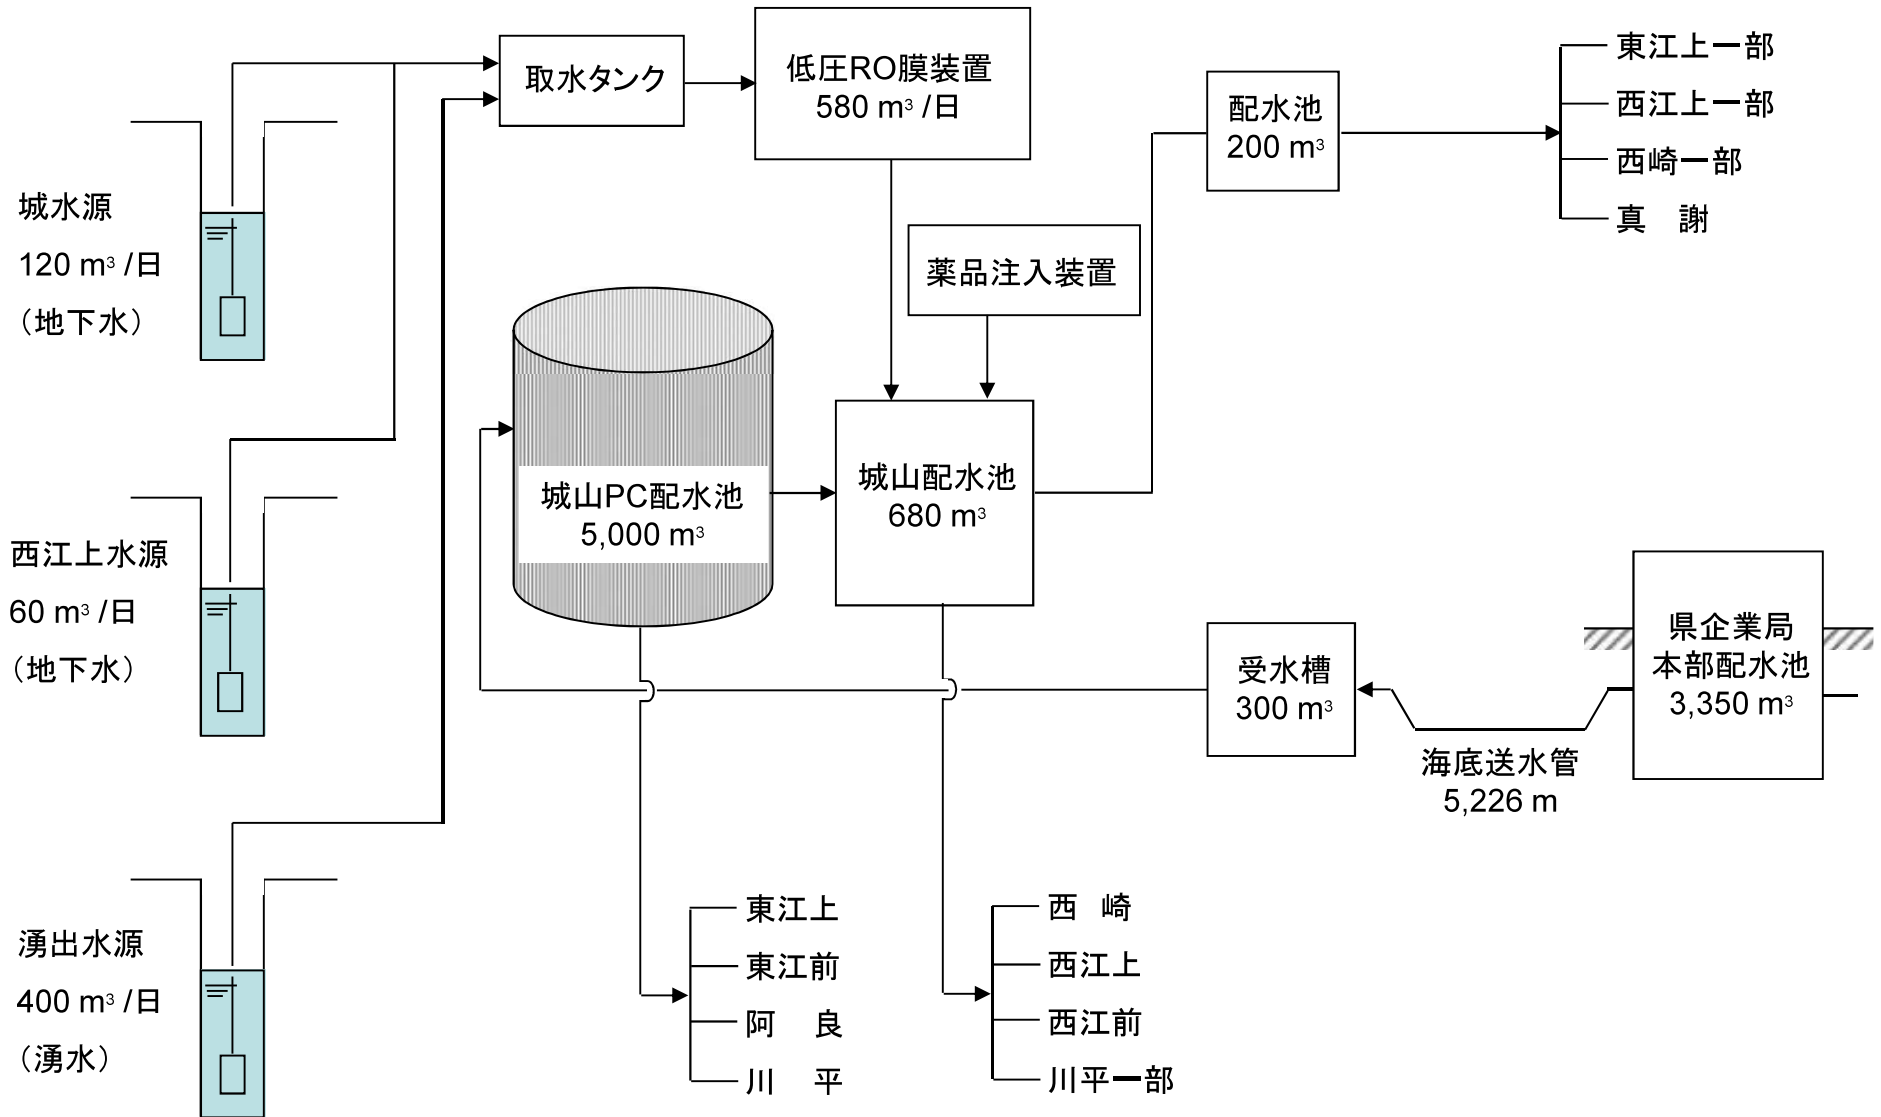 取水タンク
低圧RO膜装置
580 m³ /日
配水池
200 m³
東江上一部
西江上一部
西崎一部
真 謝
城水源
120 m³ /日
（地下水）
薬品注入装置
城山PC配水池
5,000 m³
城山配水池
680 m³
西江上水源
60 m³ /日
（地下水）
受水槽
300 m³
県企業局
本部配水池
3,350 m³
海底送水管
5,226 m
湧出水源
400 m³ /日
（湧水）
東江上
東江前
阿 良
川 平
西 崎
西江上
西江前
川平一部